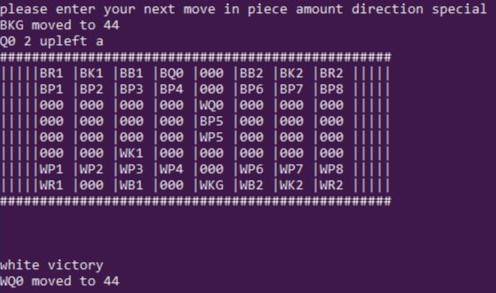 please enter your next move in piece amount direction special
BKG moved to 44
Q0 2 upleft a
##################################################
|||||BR1 |BK1 |BB1 |BQ0 |000 |BB2 |BK2 |BR2 |||||
|||||BP1 |BP2 |BP3 |BP4 |000 |BP6 |BP7 |BP8 |||||
|||||000 |000 |000 |000 |WQ0 |000 |000 |000 |||||
|||||000 |000 |000 |000 |BP5 |000 |000 |000 |||||
|||||000 |000 |000 |000 |WP5 |000 |000 |000 |||||
|||||000 |000 |WK1 |000 |000 |000 |000 |000 |||||
|||||WP1 |WP2 |WP3 |WP4 |000 |WP6 |WP7 |WP8 |||||
|||||WR1 |000 |WB1 |000 |WKG |WB2 |WK2 |WR2 |||||
##################################################
white victory
WQ0 moved to 44